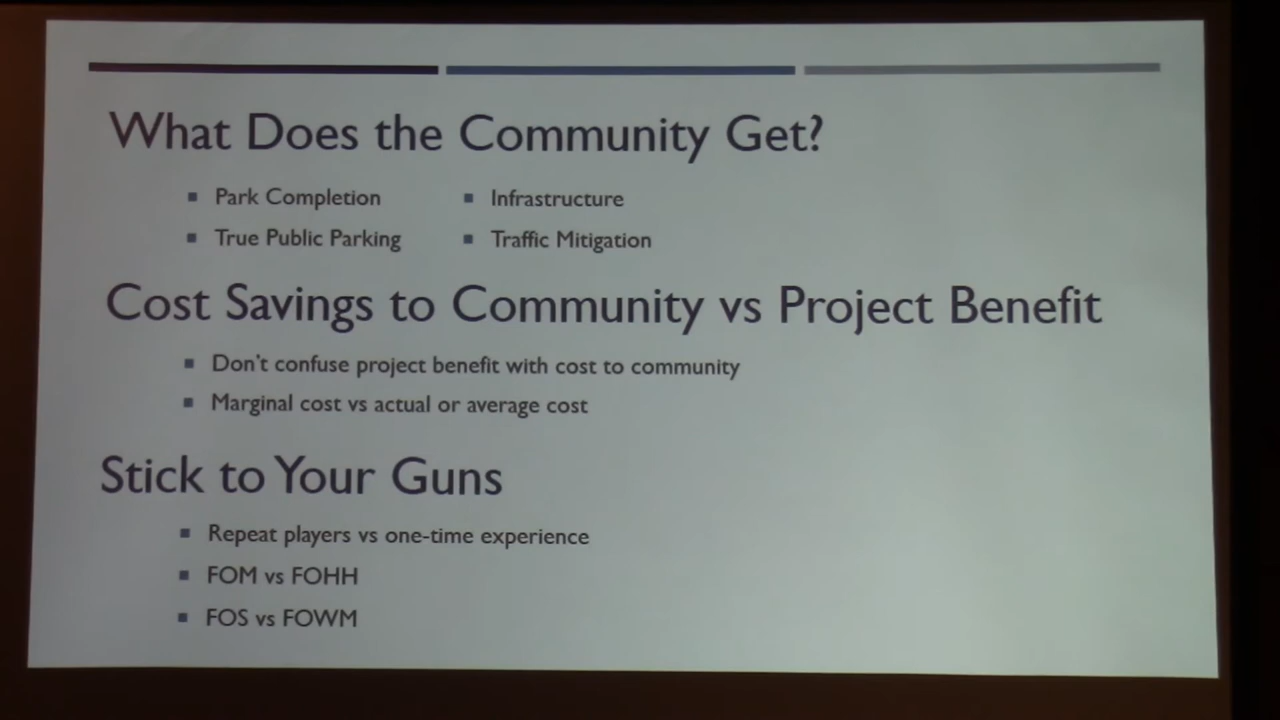 What Does the Community Get?
Park Completion
Infrastructure
True Public Parking
Traffic Mitigation
Cost Savings to Community vs Project Benefit
Don't confuse project benefit with cost to community
Marginal cost vs actual or average cost
Stick to Your Guns
Repeat players vs one-time experience
FOM vs FOHH
FOS vs FOWM